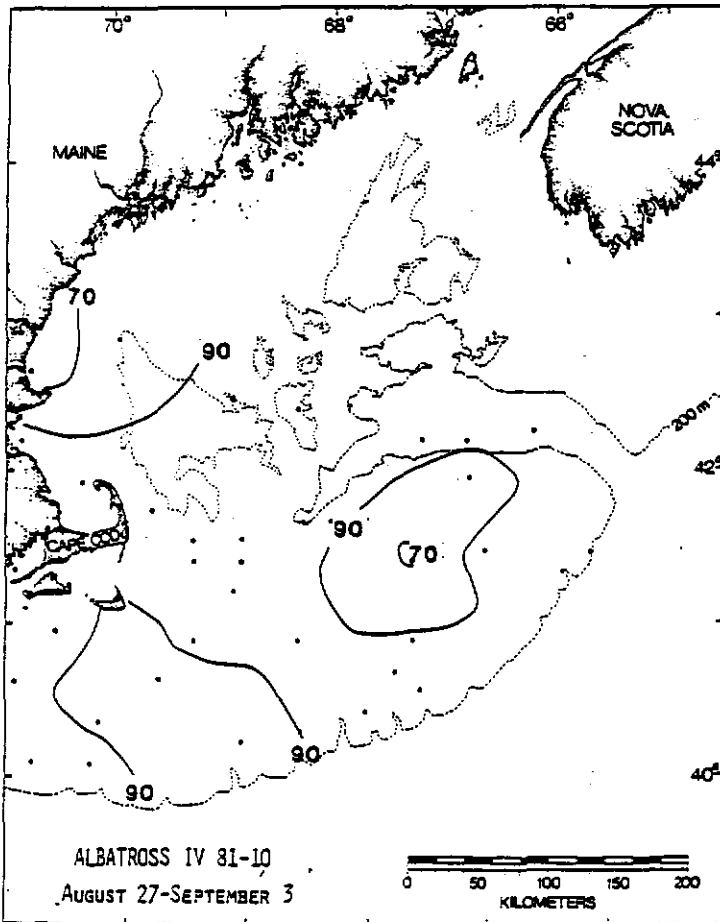 70° 68° 66°
NOVA
SCOTIA
MAINE
44°
70
90
200 m
42°
90
CAPE COD
70
90
40°
90
ALBATROSS IV 81-10
AUGUST 27-SEPTEMBER 3
0 50 100 150 200
KILOMETERS